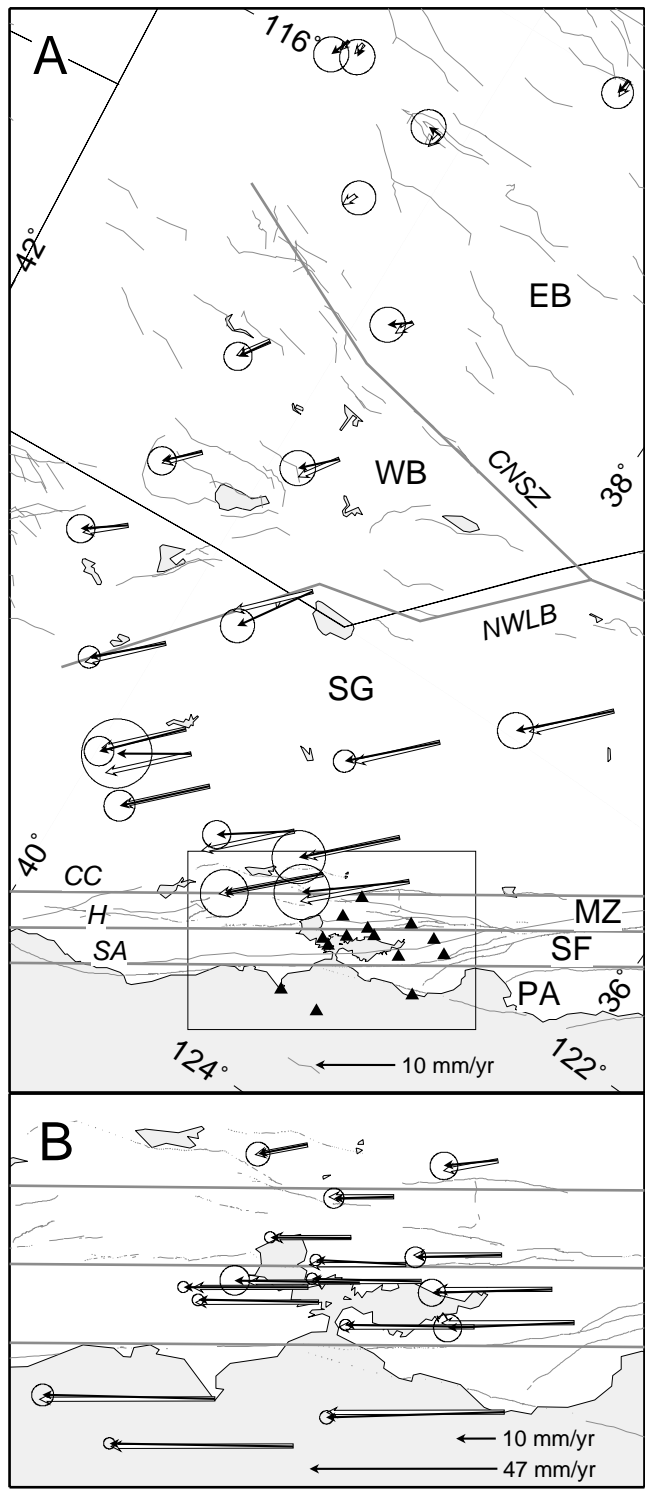 A
116°
42°
EB
WB
CNSZ
38°
NWLB
SG
40°
CC
H
MZ
SA
SF
PA
36°
124°
122°
10 mm/yr
B
10 mm/yr
47 mm/yr